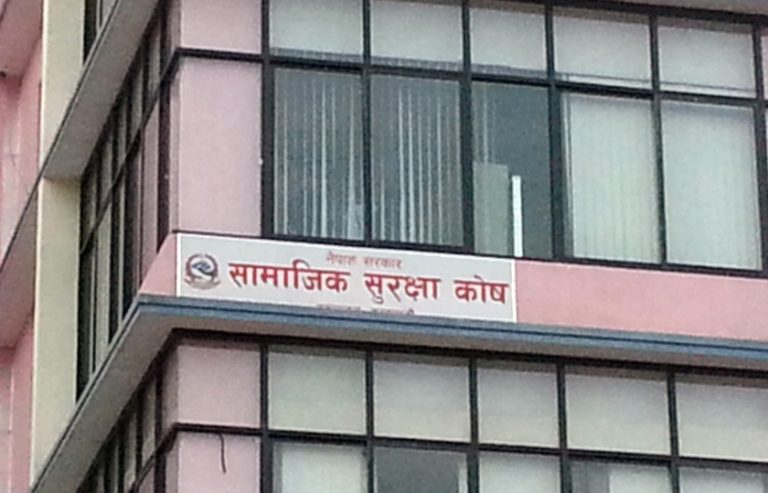 नेपाल सरकार
सामाजिक सुरक्षा कोष